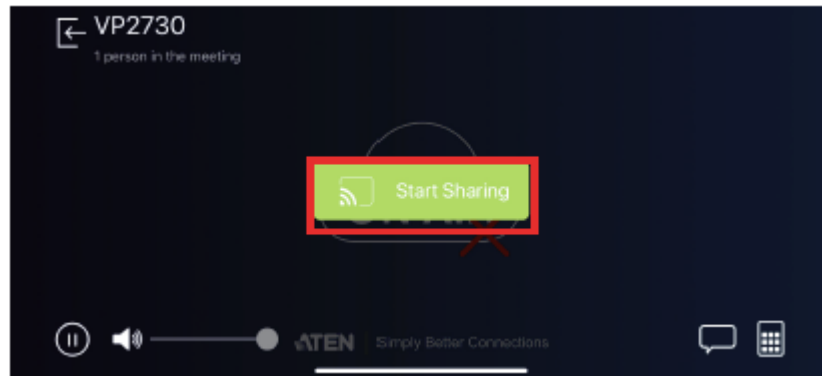 VP2730
1 person in the meeting
Start Sharing
ATEN Simply Better Connections